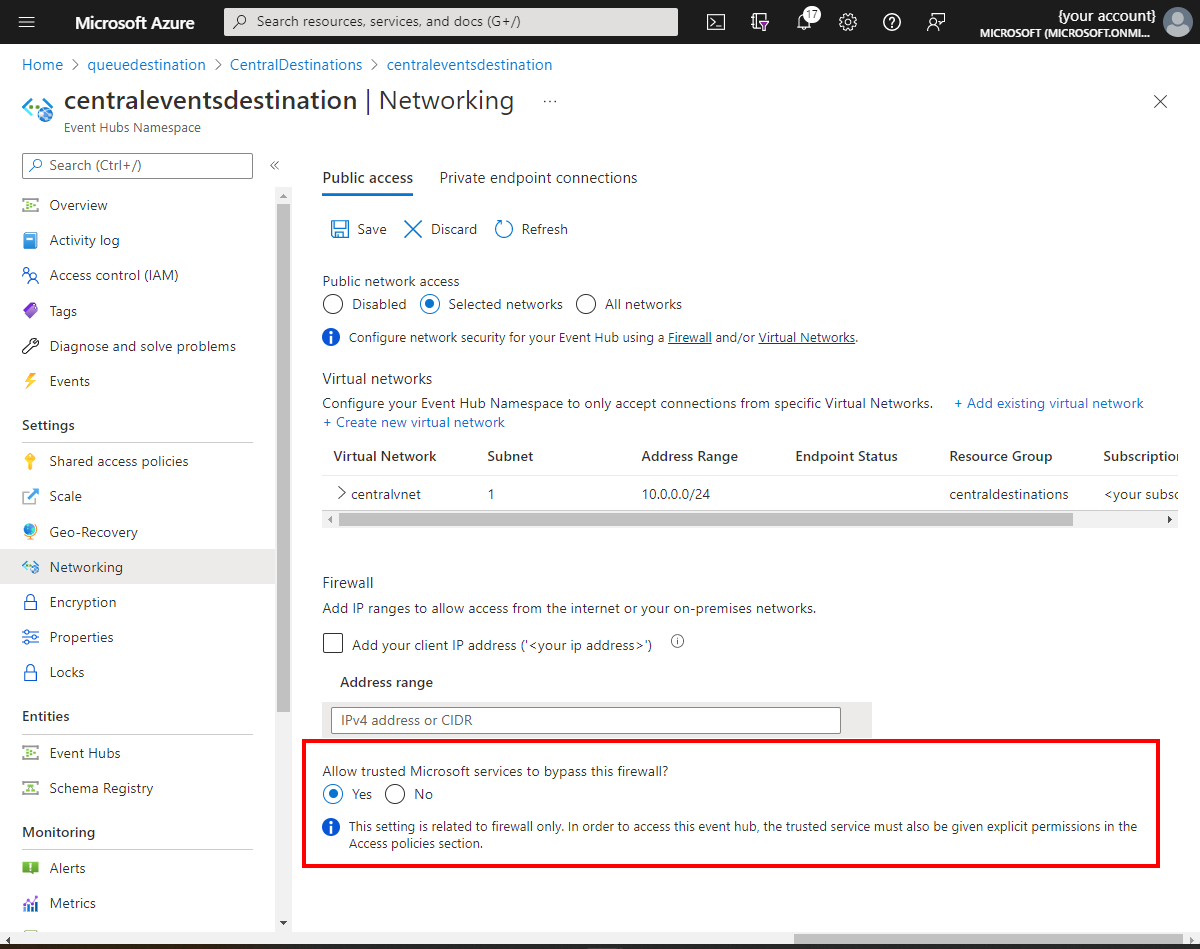 Microsoft Azure
Search resources, services, and docs (G+/)
17
{your account}
MICROSOFT (MICROSOFT.ONMI...
Home > queuedestination > CentralDestinations > centraleventsdestination
centraleventsdestination | Networking ...
Event Hubs Namespace
Search (Ctrl+/)
Overview
Activity log
Access control (IAM)
Tags
Diagnose and solve problems
Events
Settings
Shared access policies
Scale
Geo-Recovery
Networking
Encryption
Properties
Locks
Entities
Event Hubs
Schema Registry
Monitoring
Alerts
Metrics
Public access Private endpoint connections
Save Discard Refresh
Public network access
Disabled Selected networks All networks
Configure network security for your Event Hub using a Firewall and/or Virtual Networks.
Virtual networks
Configure your Event Hub Namespace to only accept connections from specific Virtual Networks. + Add existing virtual network
+ Create new virtual network
Virtual Network Subnet Address Range Endpoint Status Resource Group Subscription
centralvnet 1 10.0.0.0/24 centraldestinations <your subsc
Firewall
Add IP ranges to allow access from the internet or your on-premises networks.
Add your client IP address ('<your ip address>')
Address range
IPv4 address or CIDR
Allow trusted Microsoft services to bypass this firewall?
Yes No
This setting is related to firewall only. In order to access this event hub, the trusted service must also be given explicit permissions in the
Access policies section.